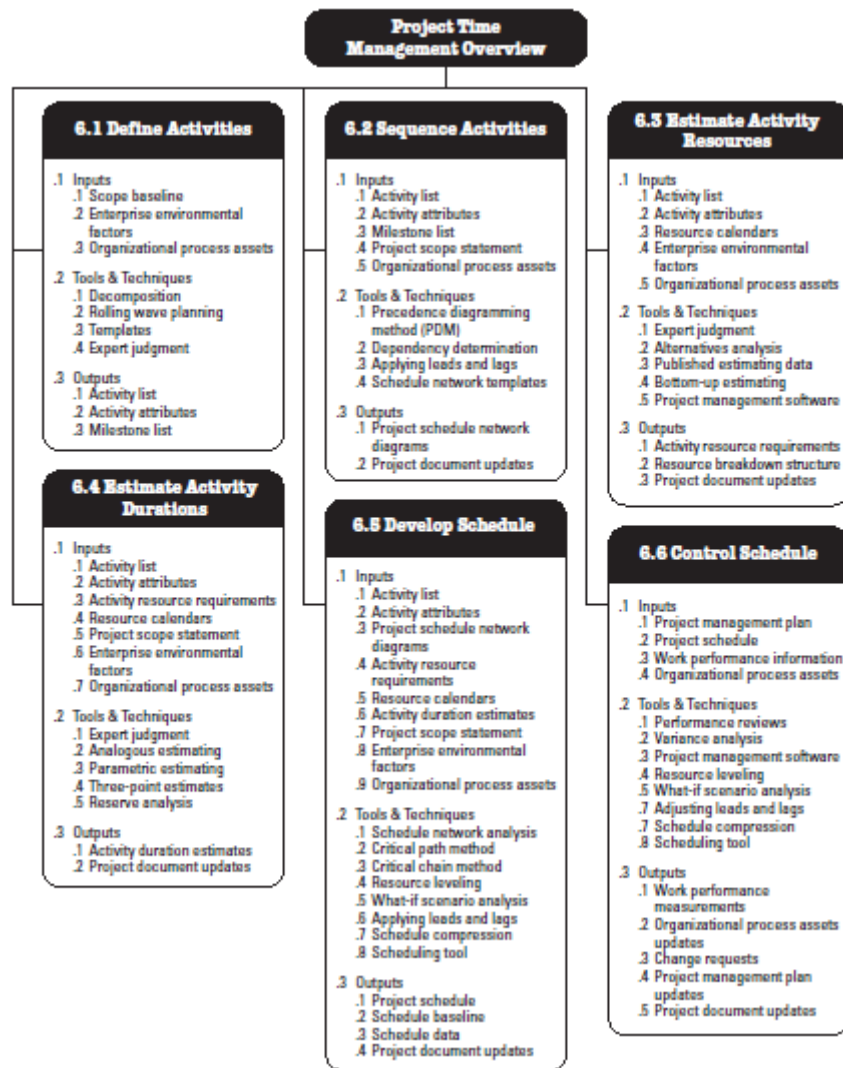 Project Time
Management Overview
6.1 Define Activities
.1 Inputs
.1 Scope baseline
.2 Enterprise environmental
factors
.3 Organizational process assets
.2 Tools & Techniques
.1 Decomposition
.2 Rolling wave planning
.3 Templates
.4 Expert judgment
.3 Outputs
.1 Activity list
.2 Activity attributes
.3 Milestone list
6.2 Sequence Activities
.1 Inputs
.1 Activity list
.2 Activity attributes
.3 Milestone list
.4 Project scope statement
.5 Organizational process assets
.2 Tools & Techniques
.1 Precedence diagramming
method (PDM)
.2 Dependency determination
.3 Applying leads and lags
.4 Schedule network templates
.3 Outputs
.1 Project schedule network
diagrams
.2 Project document updates
6.3 Estimate Activity
Resources
.1 Inputs
.1 Activity list
.2 Activity attributes
.3 Resource calendars
.4 Enterprise environmental
factors
.5 Organizational process assets
.2 Tools & Techniques
.1 Expert judgment
.2 Alternatives analysis
.3 Published estimating data
.4 Bottom-up estimating
.5 Project management software
.3 Outputs
.1 Activity resource requirements
.2 Resource breakdown structure
.3 Project document updates
6.4 Estimate Activity
Durations
.1 Inputs
.1 Activity list
.2 Activity attributes
.3 Activity resource requirements
.4 Resource calendars
.5 Project scope statement
.6 Enterprise environmental
factors
.7 Organizational process assets
.2 Tools & Techniques
.1 Expert judgment
.2 Analogous estimating
.3 Parametric estimating
.4 Three-point estimates
.5 Reserve analysis
.3 Outputs
.1 Activity duration estimates
.2 Project document updates
6.5 Develop Schedule
.1 Inputs
.1 Activity list
.2 Activity attributes
.3 Project schedule network
diagrams
.4 Activity resource
requirements
.5 Resource calendars
.6 Activity duration estimates
.7 Project scope statement
.8 Enterprise environmental
factors
.9 Organizational process assets
.2 Tools & Techniques
.1 Schedule network analysis
.2 Critical path method
.3 Critical chain method
.4 Resource leveling
.5 What-if scenario analysis
.6 Applying leads and lags
.7 Schedule compression
.8 Scheduling tool
.3 Outputs
.1 Project schedule
.2 Schedule baseline
.3 Schedule data
.4 Project document updates
6.6 Control Schedule
.1 Inputs
.1 Project management plan
.2 Project schedule
.3 Work performance information
.4 Organizational process assets
.2 Tools & Techniques
.1 Performance reviews
.2 Variance analysis
.3 Project management software
.4 Resource leveling
.5 What-if scenario analysis
.7 Adjusting leads and lags
.7 Schedule compression
.8 Scheduling tool
.3 Outputs
.1 Work performance
measurements
.2 Organizational process assets
updates
.3 Change requests
.4 Project management plan
updates
.5 Project document updates